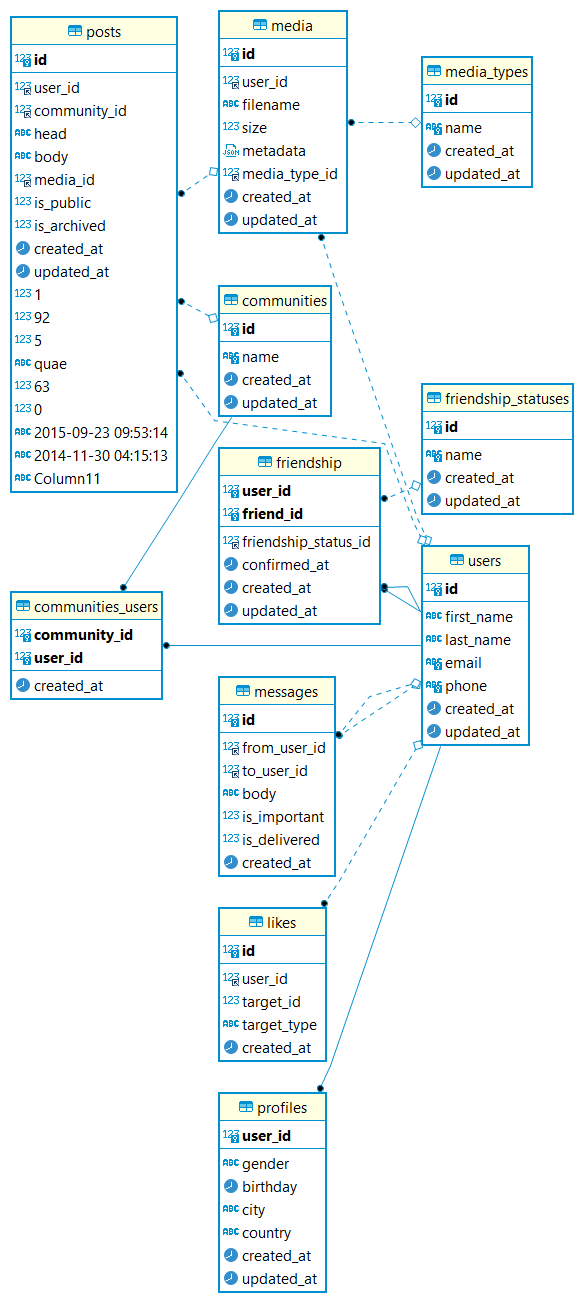 posts
id
user_id
community_id
head
body
media_id
is_public
is_archived
created_at
updated_at
1
92
5
quae
63
0
2015-09-23 09:53:14
2014-11-30 04:15:13
Column11
media
id
user_id
filename
size
metadata
media_type_id
created_at
updated_at
media_types
id
name
created_at
updated_at
communities
id
name
created_at
updated_at
friendship_statuses
id
name
created_at
updated_at
friendship
user_id
friend_id
friendship_status_id
confirmed_at
created_at
updated_at
users
id
first_name
last_name
email
phone
created_at
updated_at
communities_users
community_id
user_id
created_at
messages
id
from_user_id
to_user_id
body
is_important
is_delivered
created_at
likes
id
user_id
target_id
target_type
created_at
profiles
user_id
gender
birthday
city
country
created_at
updated_at